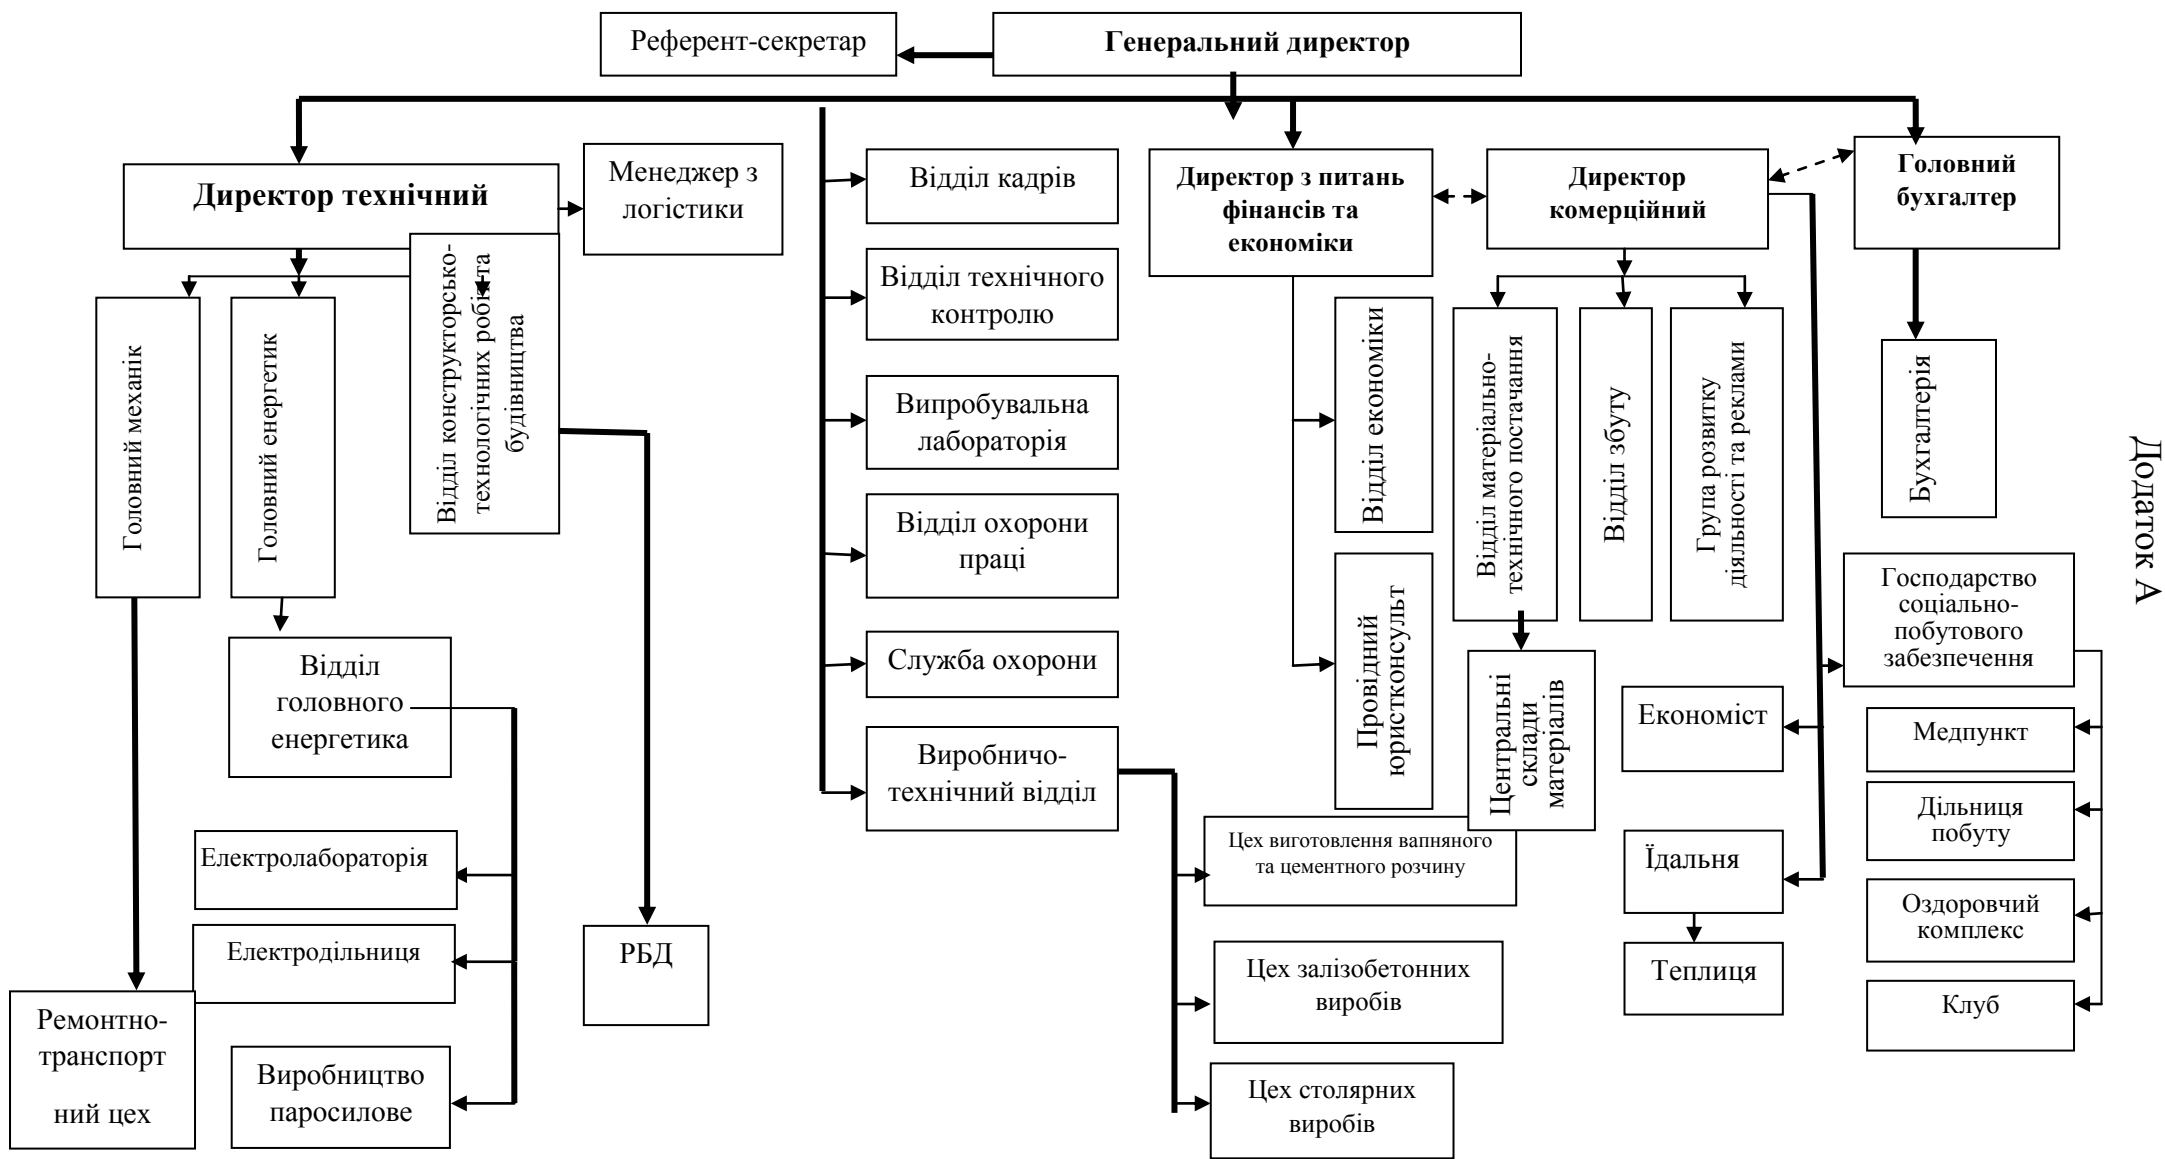 Референт-секретар
Генеральний директор
Директор технічний
Менеджер з
логістики
Відділ кадрів
Директор з питань
фінансів та
економіки
Директор
комерційний
Головний
бухгалтер
Головний механік
Головний енергетик
Відділ конструкторсько-
технологічних робіт та
будівництва
Відділ технічного
контролю
Випробувальна
лабораторія
Відділ охорони
праці
Служба охорони
Виробничо-
технічний відділ
Відділ економіки
Провідний
юристконсульт
Відділ матеріально-
технічного постачання
Відділ збуту
Група розвитку
діяльності та реклами
Бухгалтерія
Додаток А
Господарство
соціально-
побутового
забезпечення
Відділ
головного
енергетика
Центральні
склади
матеріалів
Економіст
Медпункт
Дільниця
побуту
Електролабораторія
Цех виготовлення вапняного
та цементного розчину
Їдальня
Оздоровчий
комплекс
Електродільниця
РБД
Цех залізобетонних
виробів
Теплиця
Клуб
Ремонтно-
транспорт
ний цех
Виробництво
паросилове
Цех столярних
виробів